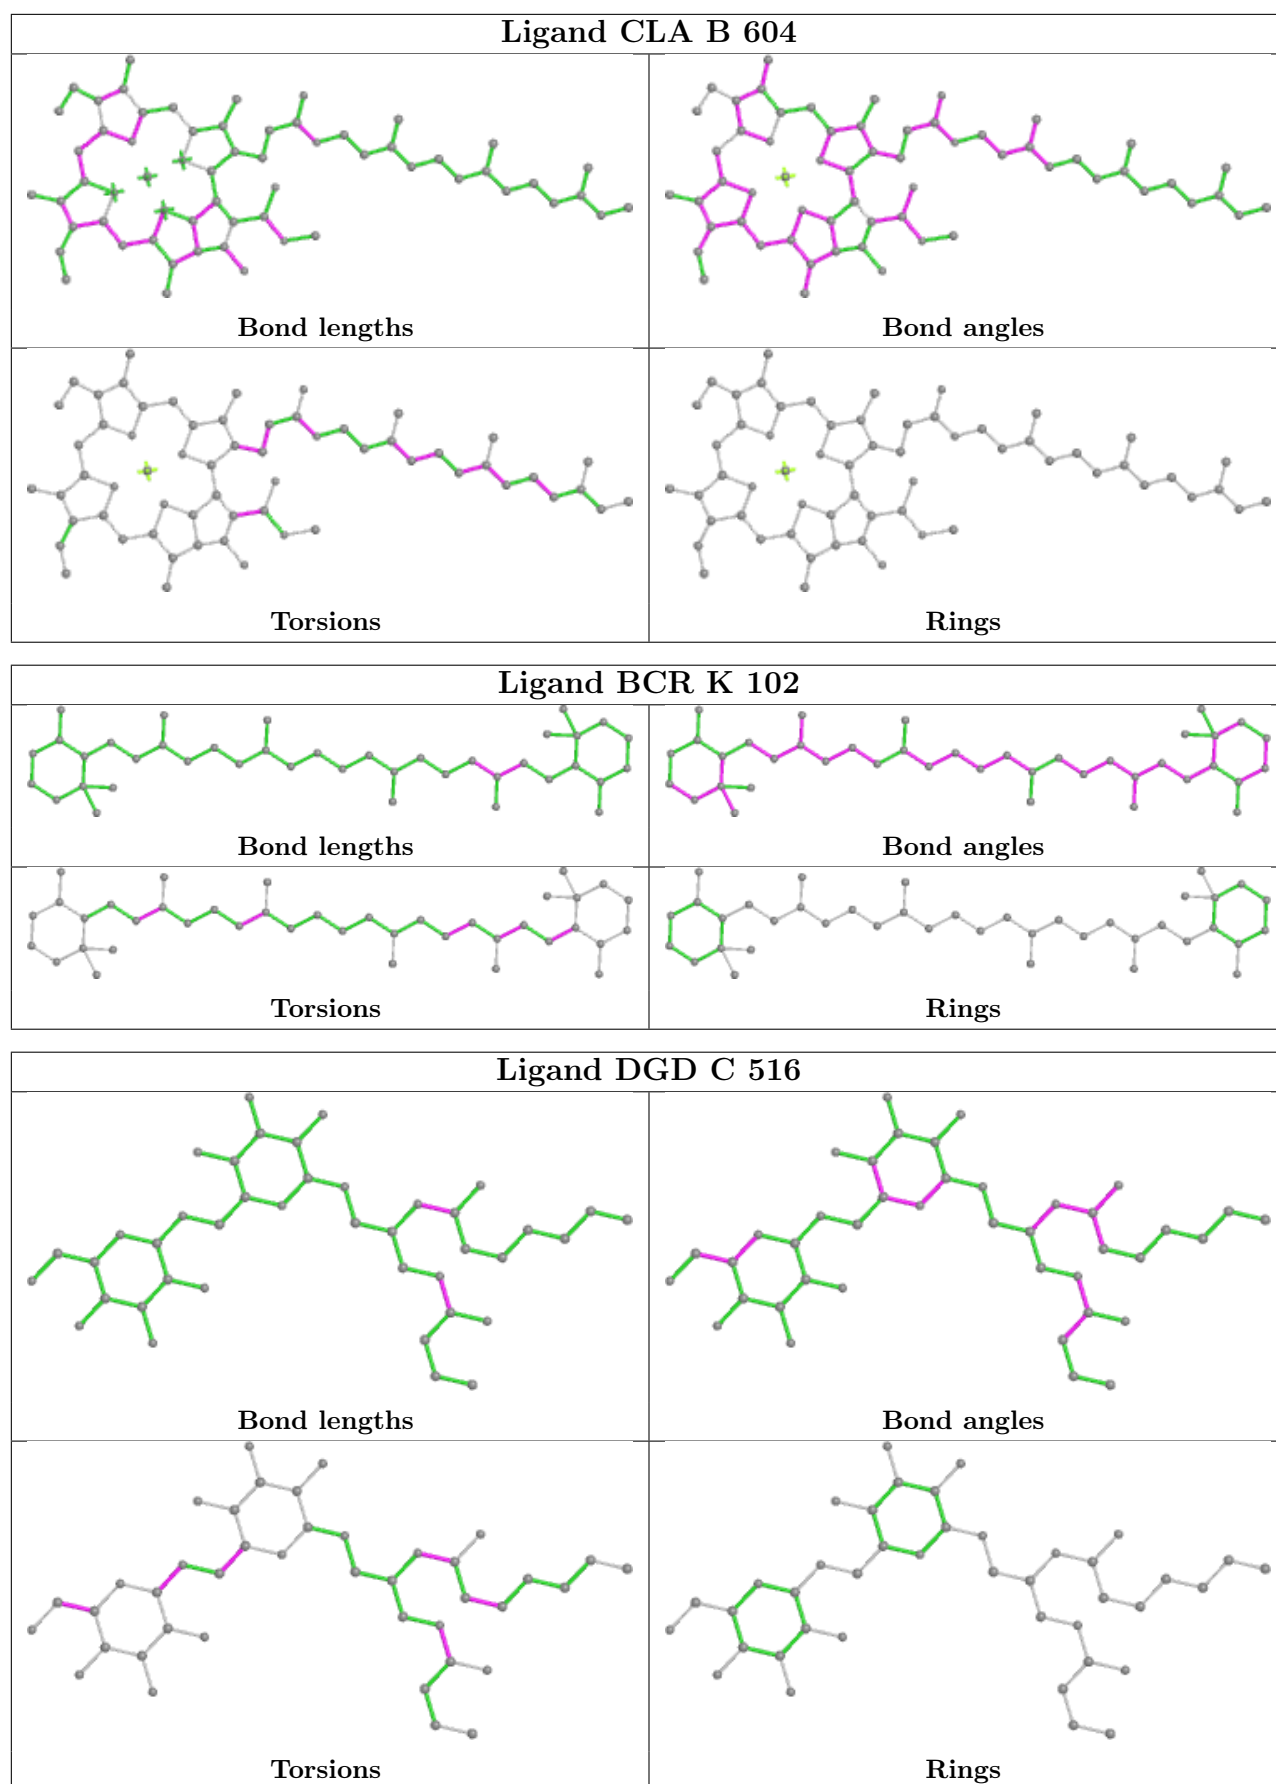 Ligand CLA B 604
Bond lengths
Bond angles
Torsions
Rings
Ligand BCR K 102
Bond lengths
Bond angles
Torsions
Rings
Ligand DGD C 516
Bond lengths
Bond angles
Torsions
Rings